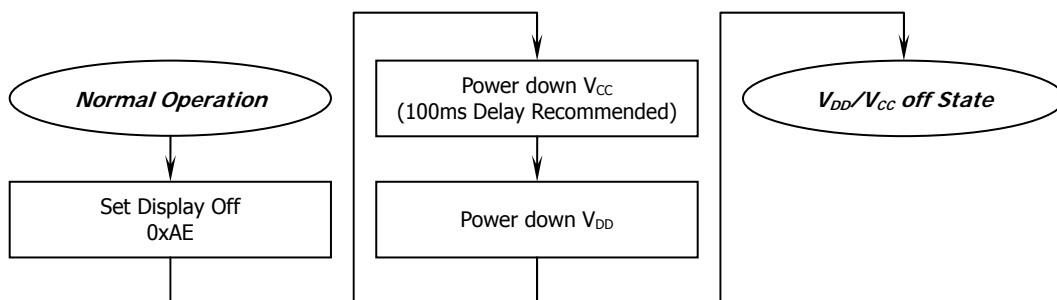 Normal Operation
Set Display Off
0xAE
Power down VCC
(100ms Delay Recommended)
Power down VDD
VDD/VCC off State